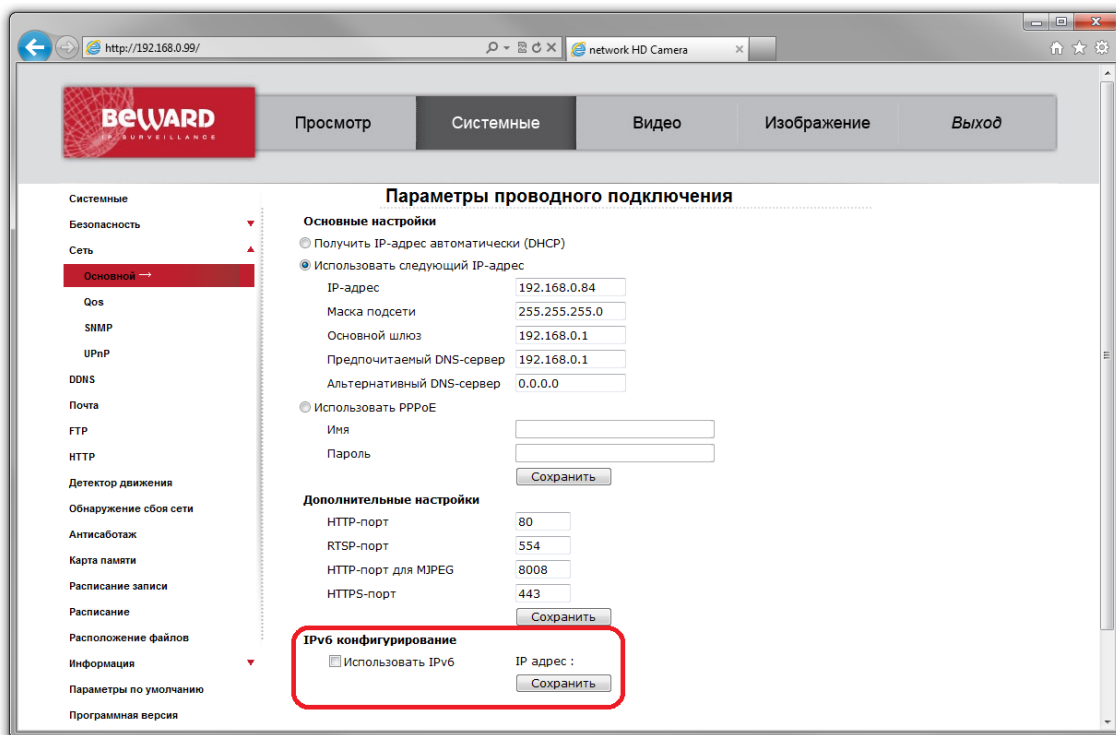 http://192.168.0.99/
network HD Camera
BEWARD
IP SURVEILLANCE
Просмотр
Системные
Видео
Изображение
Выход
Системные
Безопасность
Сеть
Основной →
Qos
SNMP
UPnP
DDNS
Почта
FTP
HTTP
Детектор движения
Обнаружение сбоя сети
Антисаботаж
Карта памяти
Расписание записи
Расписание
Расположение файлов
Информация
Параметры по умолчанию
Программная версия
Параметры проводного подключения
Основные настройки
Получить IP-адрес автоматически (DHCP)
Использовать следующий IP-адрес
IP-адрес 192.168.0.84
Маска подсети 255.255.255.0
Основной шлюз 192.168.0.1
Предпочитаемый DNS-сервер 192.168.0.1
Альтернативный DNS-сервер 0.0.0.0
Использовать PPPoE
Имя
Пароль
Сохранить
Дополнительные настройки
HTTP-порт 80
RTSP-порт 554
HTTP-порт для MJPEG 8008
HTTPS-порт 443
Сохранить
IPv6 конфигурирование
Использовать IPv6 IP адрес :
Сохранить